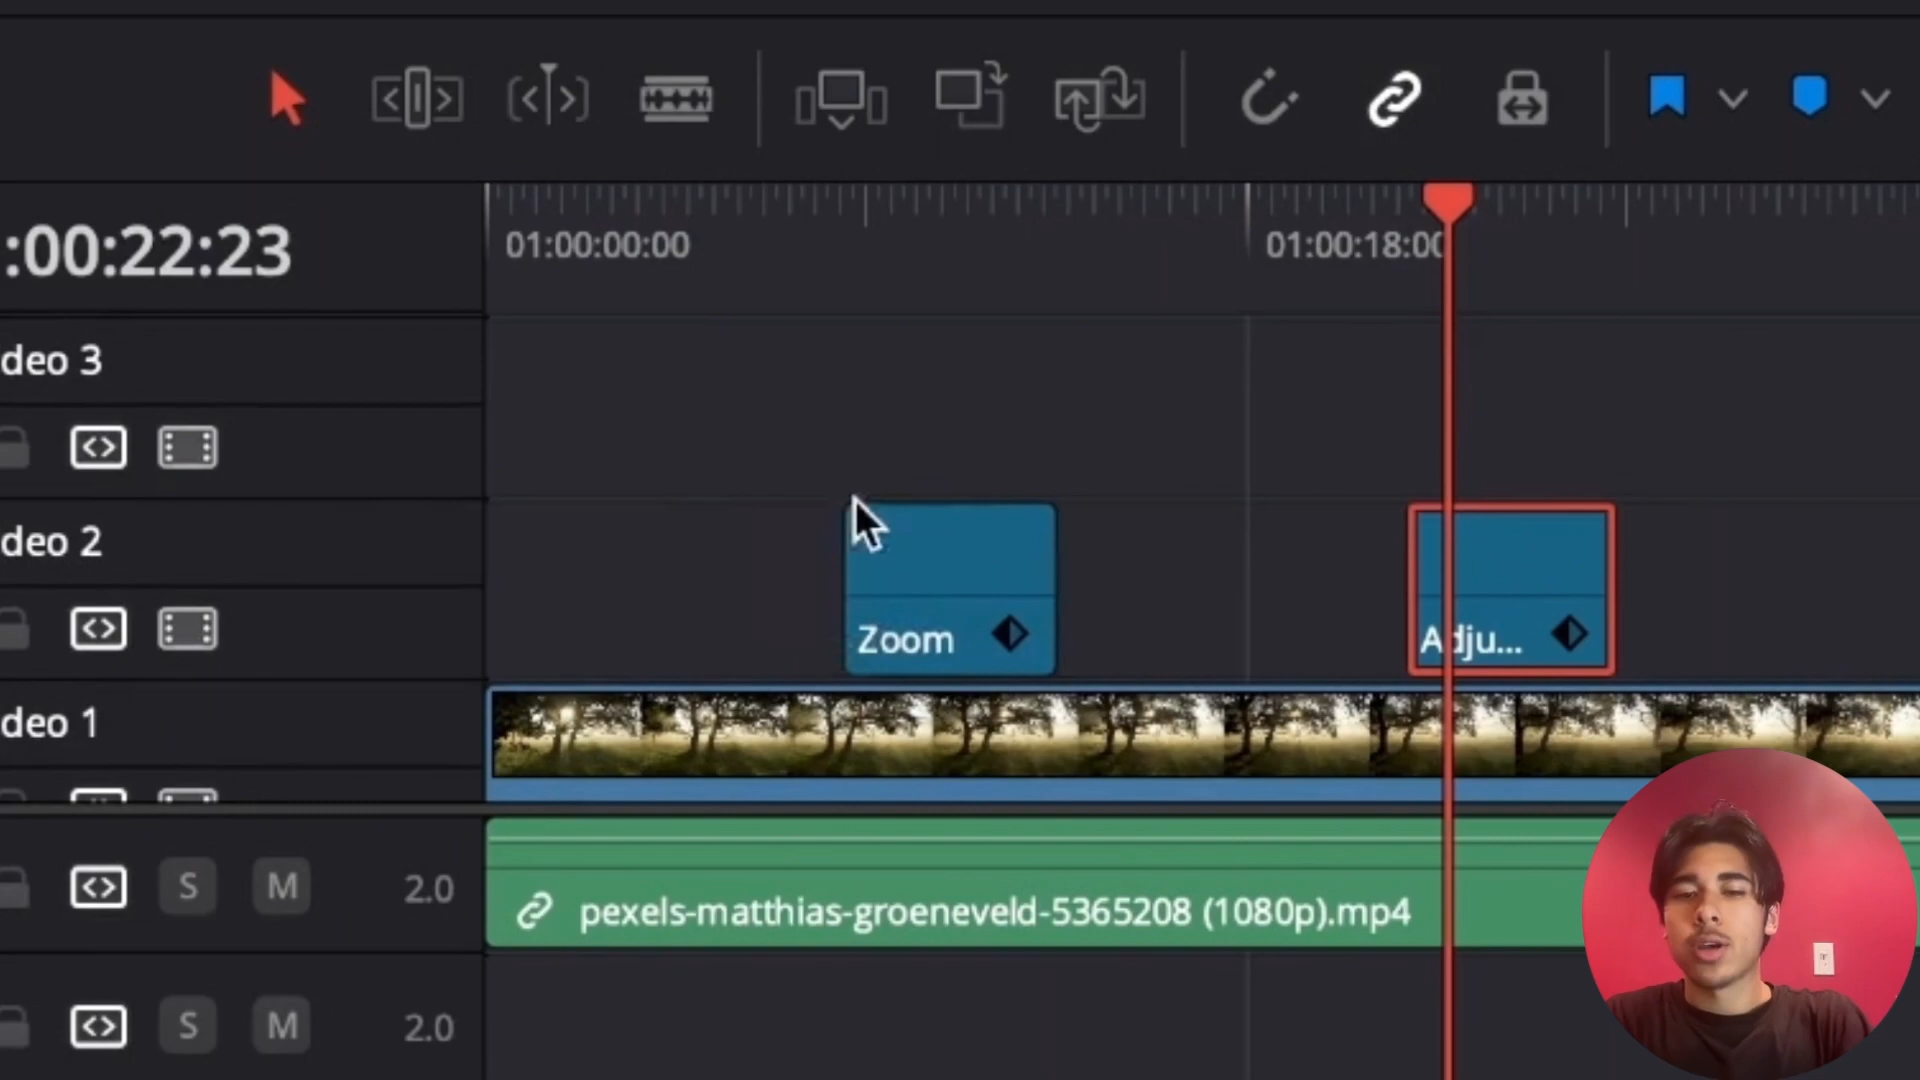 :00:22:23
01:00:00:00
01:00:18:00
deo 3
deo 2
Zoom
Adju...
deo 1
S M 2.0
pexels-matthias-groeneveld-5365208 (1080p).mp4
S M 2.0